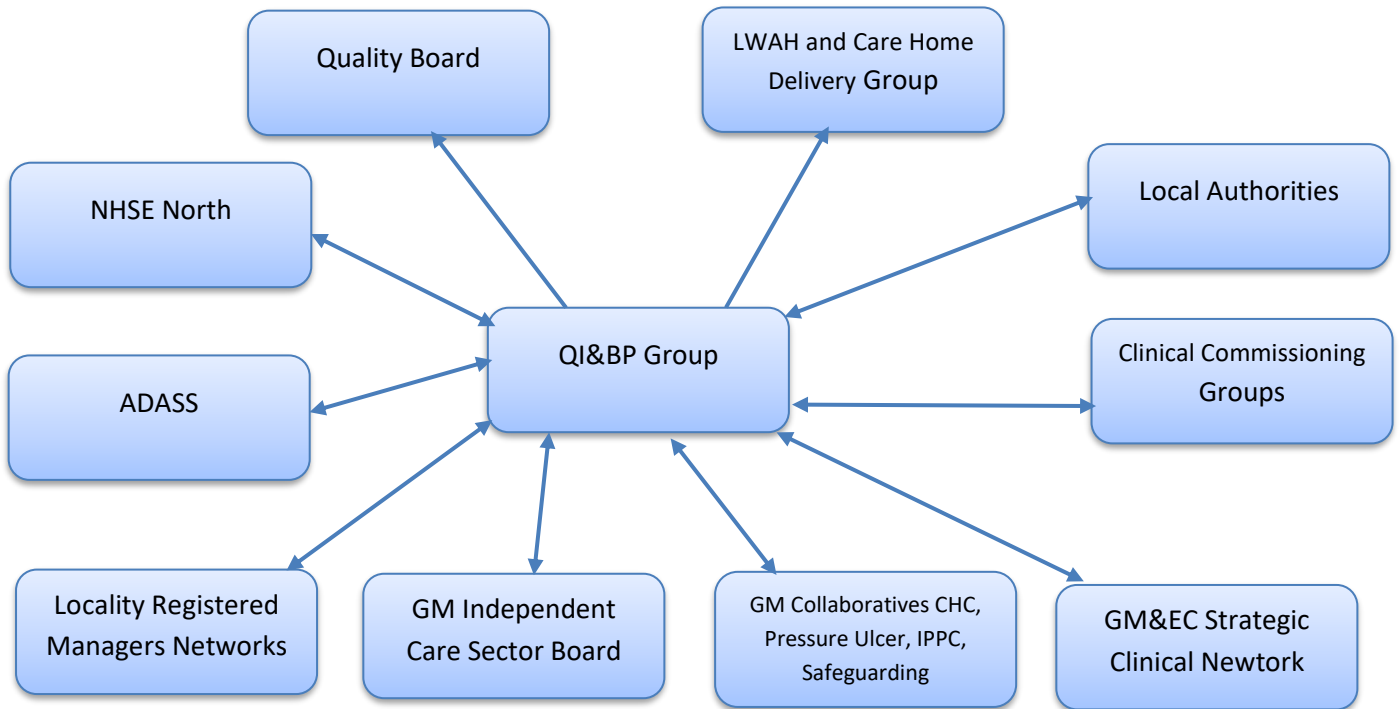 Quality Board
LWAH and Care Home
Delivery Group
NHSE North
Local Authorities
QI&BP Group
Clinical Commissioning
Groups
ADASS
Locality Registered
Managers Networks
GM Independent
Care Sector Board
GM Collaboratives CHC,
Pressure Ulcer, IPPC,
Safeguarding
GM&EC Strategic
Clinical Newtork